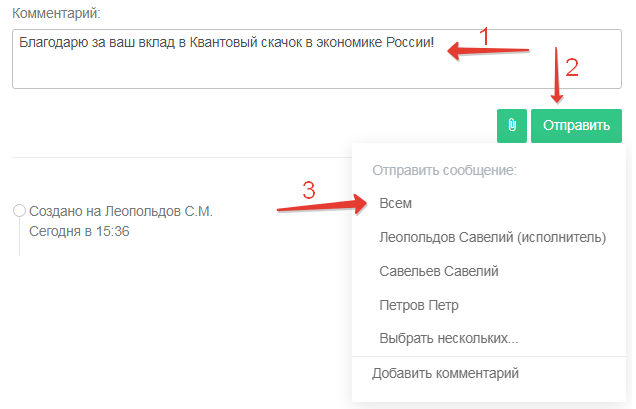 Комментарий:
Благодарю за ваш вклад в Квантовый скачок в экономике России!
1
2
Отправить
Отправить сообщение:
3
Всем
Создано на Леопольдов С.М.
Сегодня в 15:36
Леопольдов Савелий (исполнитель)
Савельев Савелий
Петров Петр
Выбрать нескольких...
Добавить комментарий